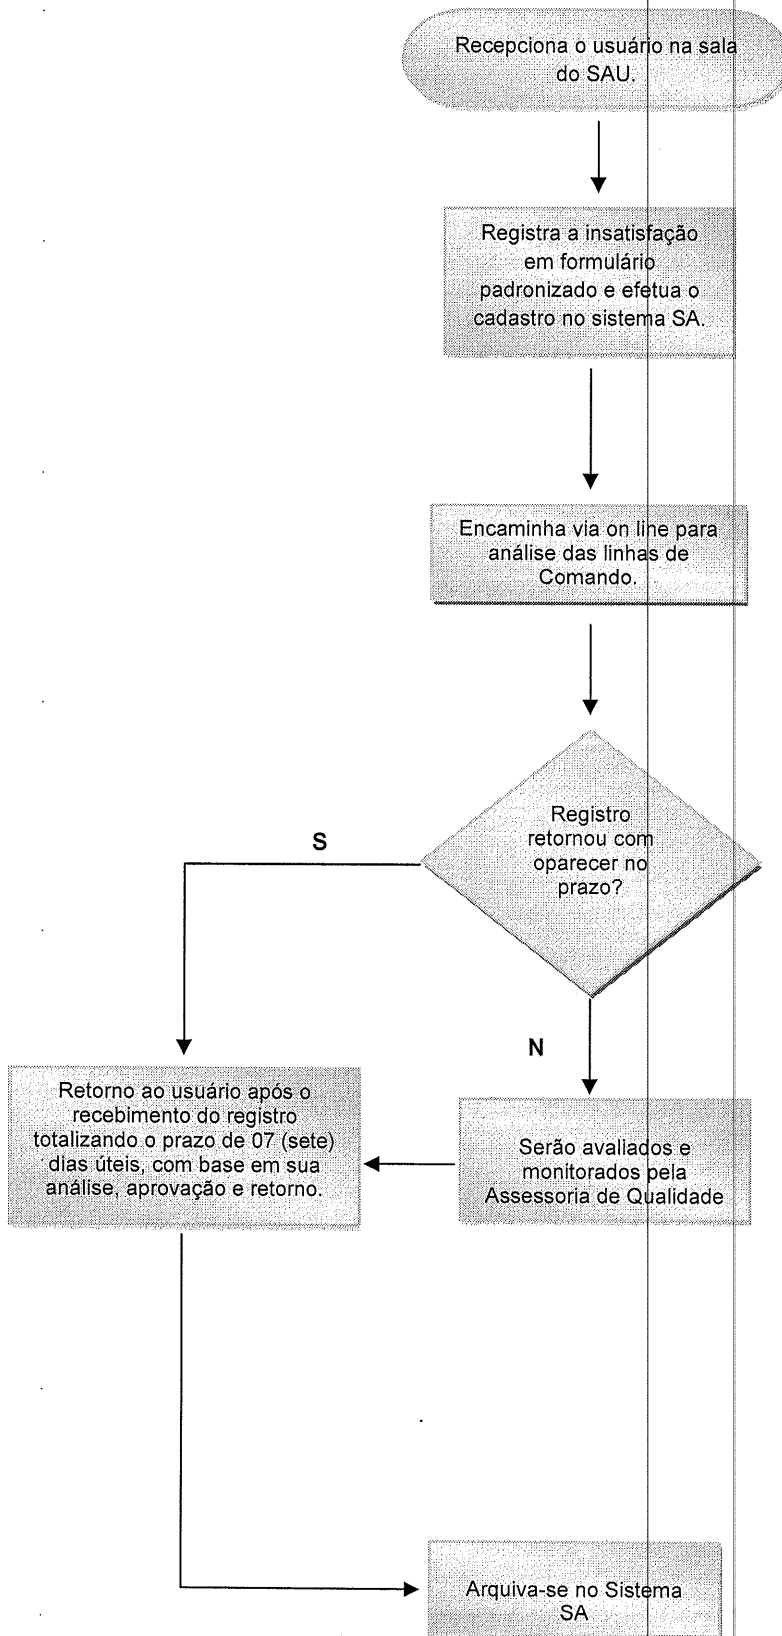 Recepciona o usuário na sala
do SAU.
Registra a insatisfação
em formulário
padronizado e efetua o
cadastro no sistema SA.
Encaminha via on line para
análise das linhas de
Comando.
Registro
retornou com
oparecer no
prazo?
S
N
Retorno ao usuário após o
recebimento do registro
totalizando o prazo de 07 (sete)
dias úteis, com base em sua
análise, aprovação e retorno.
Serão avaliados e
monitorados pela
Assessoria de Qualidade
Arquiva-se no Sistema
SA